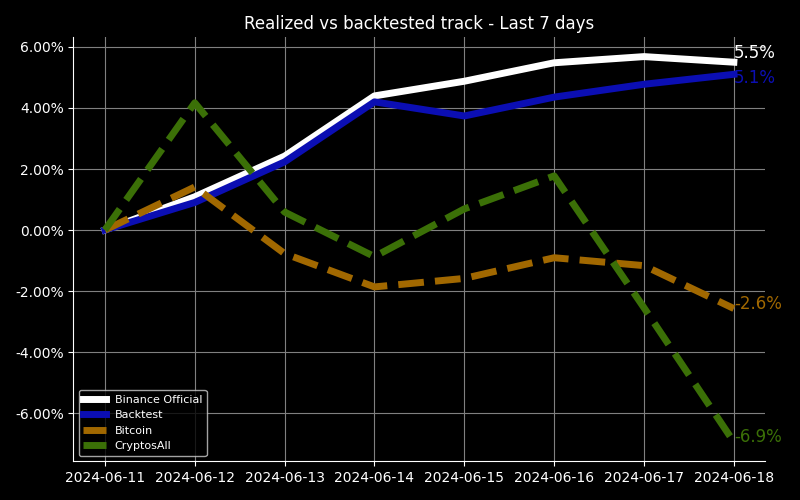 Realized vs backtested track - Last 7 days
6.00%
4.00%
2.00%
0.00%
-2.00%
-4.00%
-6.00%
5.5%
5.1%
-2.6%
-6.9%
Binance Official
Backtest
Bitcoin
CryptosAll
2024-06-11 2024-06-12 2024-06-13 2024-06-14 2024-06-15 2024-06-16 2024-06-17 2024-06-18